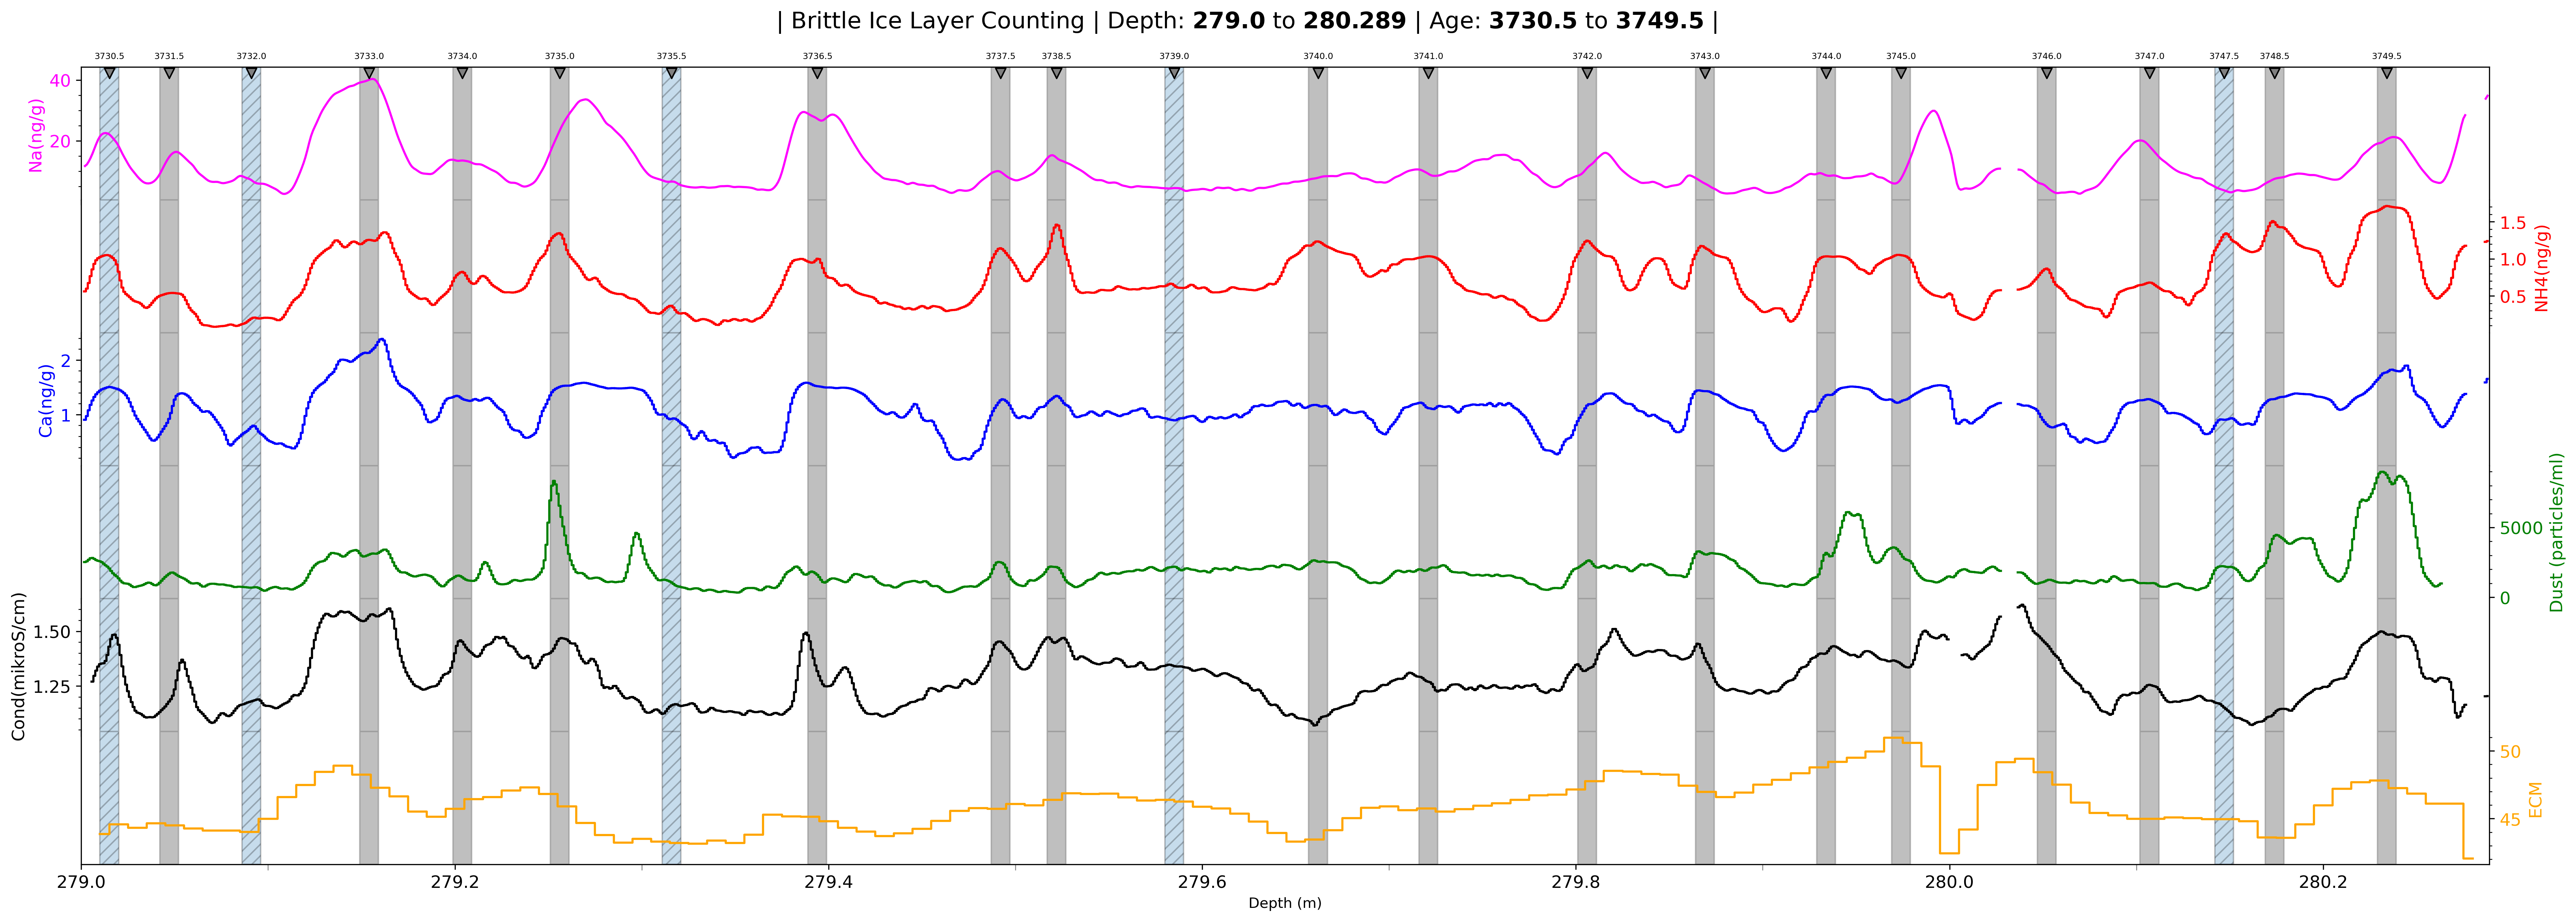 | Brittle Ice Layer Counting | Depth: 279.0 to 280.289 | Age: 3730.5 to 3749.5 |
3730.5 3731.5 3732.0 3733.0 3734.0 3735.0 3735.5 3736.5 3737.5 3738.5 3739.0 3740.0 3741.0 3742.0 3743.0 3744.0 3745.0 3746.0 3747.0 3747.5 3748.5 3749.5
40
20
Na(ng/g)
1.5
1.0
0.5
NH4(ng/g)
2
1
Ca(ng/g)
5000
0
Dust (particles/ml)
1.50
1.25
Cond(mikroS/cm)
50
45
ECM
279.0 279.2 279.4 279.6 279.8 280.0 280.2
Depth (m)